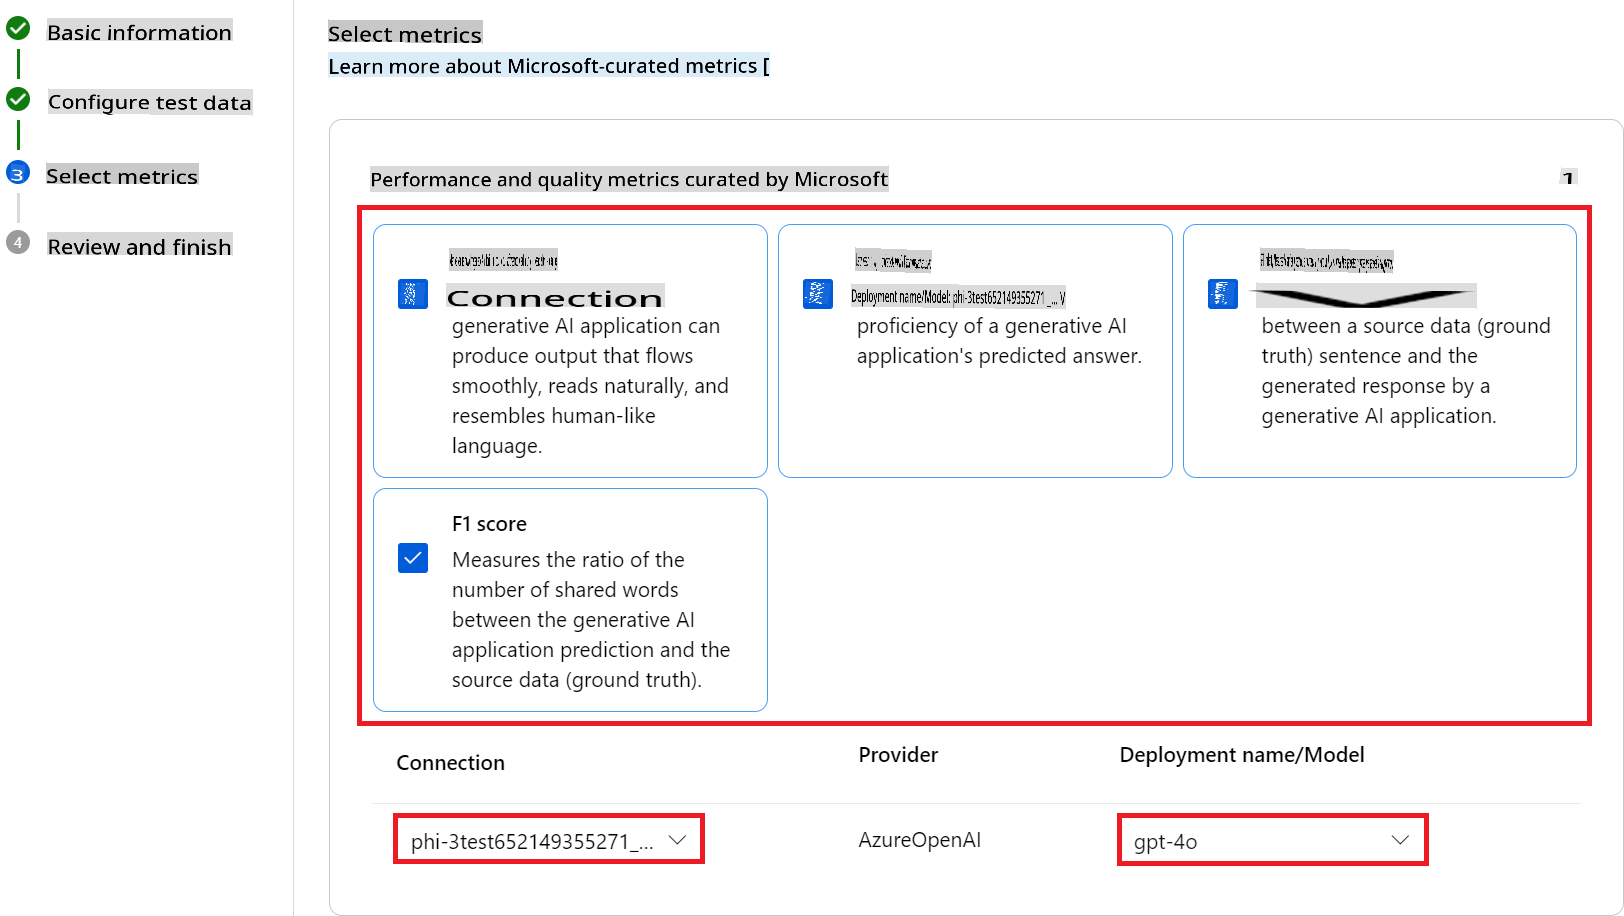 Basic information
Configure test data
3
Select metrics
4
Review and finish
Select metrics
Learn more about Microsoft-curated metrics [
Performance and quality metrics curated by Microsoft
1
Connection
generative AI application can
produce output that flows
smoothly, reads naturally, and
resembles human-like
language.
Deployment name/Model: phi-3test652149355271_... V
proficiency of a generative AI
application's predicted answer.
between a source data (ground
truth) sentence and the
generated response by a
generative AI application.
F1 score
Measures the ratio of the
number of shared words
between the generative AI
application prediction and the
source data (ground truth).
Connection
Provider
Deployment name/Model
phi-3test652149355271_...
AzureOpenAI
gpt-4o